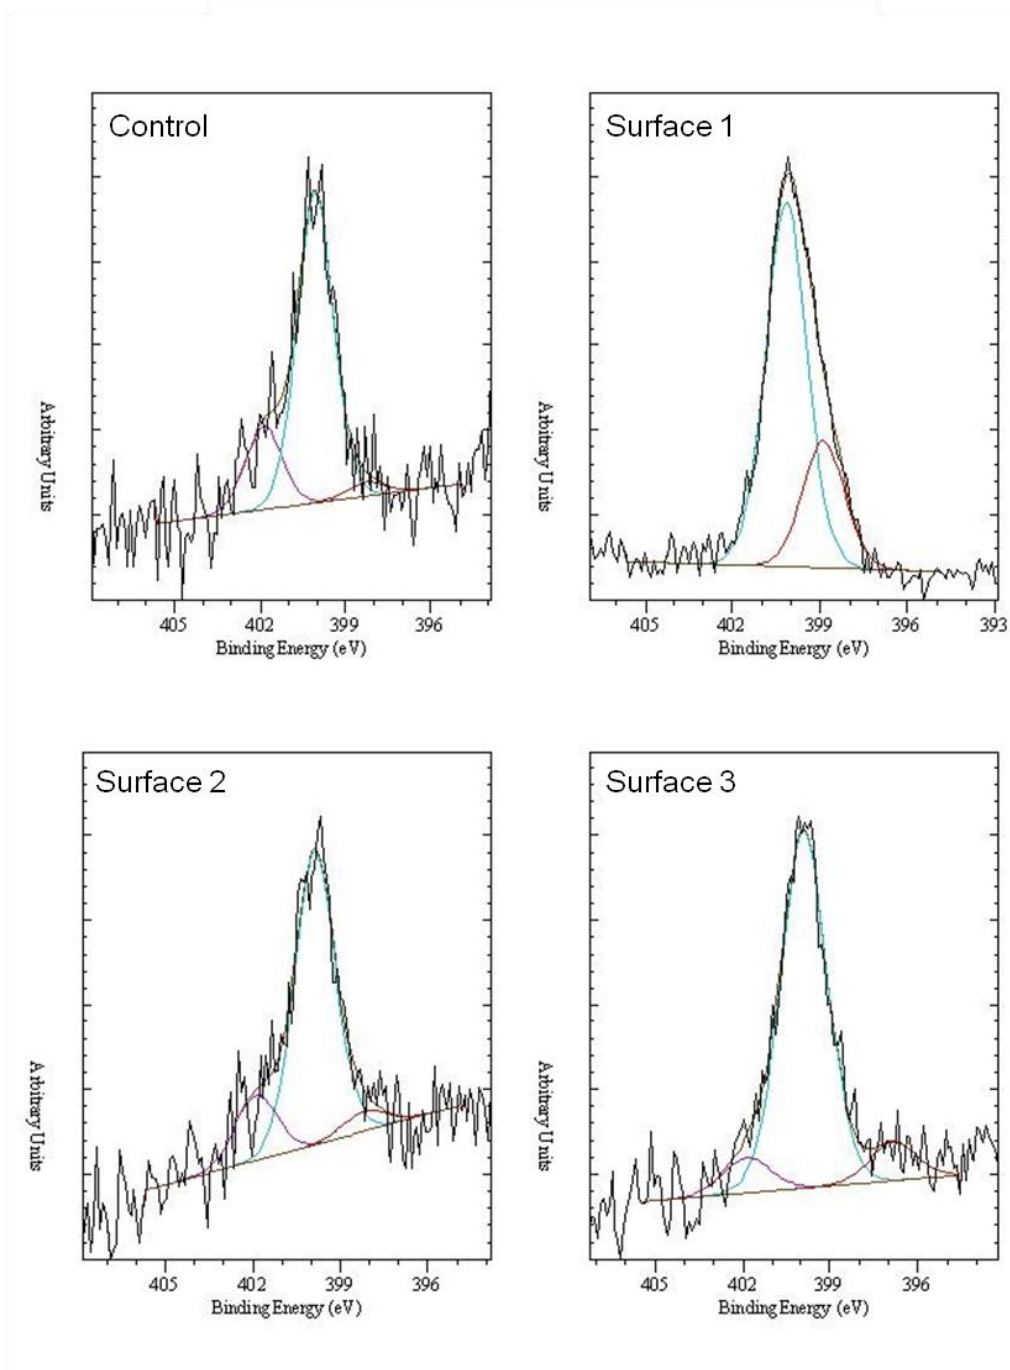 Control
Arbitrary Units
405 402 399 396
Binding Energy (eV)
Surface 1
Arbitrary Units
405 402 399 396 393
Binding Energy (eV)
Surface 2
Arbitrary Units
405 402 399 396
Binding Energy (eV)
Surface 3
Arbitrary Units
405 402 399 396
Binding Energy (eV)